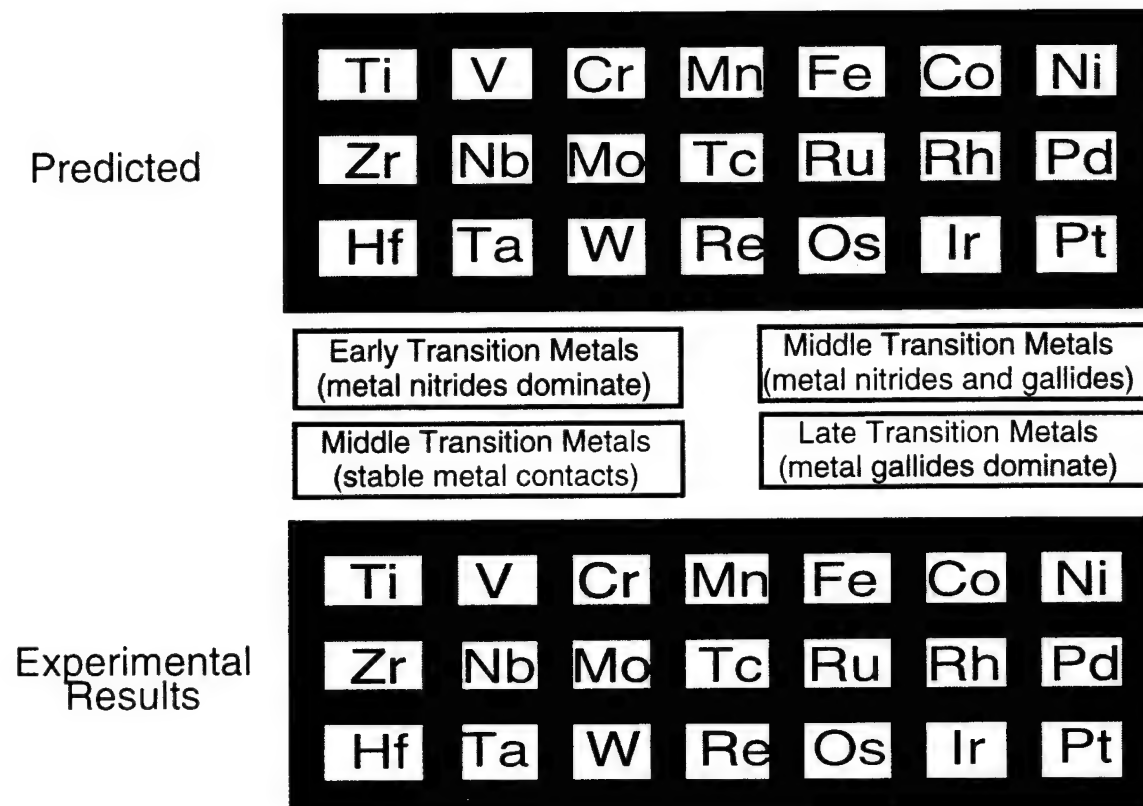 Predicted
Ti V Cr Mn Fe Co Ni
Zr Nb Mo Tc Ru Rh Pd
Hf Ta W Re Os Ir Pt
Early Transition Metals
(metal nitrides dominate)
Middle Transition Metals
(metal nitrides and gallides)
Middle Transition Metals
(stable metal contacts)
Late Transition Metals
(metal gallides dominate)
Experimental
Results
Ti V Cr Mn Fe Co Ni
Zr Nb Mo Tc Ru Rh Pd
Hf Ta W Re Os Ir Pt